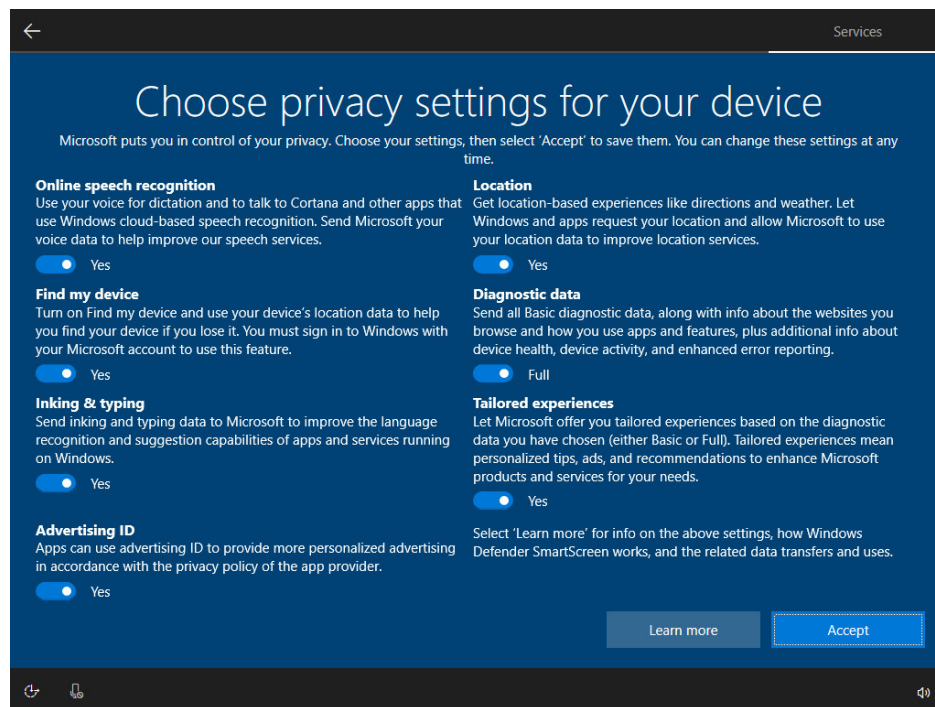 Services
Choose privacy settings for your device
Microsoft puts you in control of your privacy. Choose your settings, then select ‘Accept’ to save them. You can change these settings at any
time.
Online speech recognition
Use your voice for dictation and to talk to Cortana and other apps that
use Windows cloud-based speech recognition. Send Microsoft your
voice data to help improve our speech services.
Yes
Location
Get location-based experiences like directions and weather. Let
Windows and apps request your location and allow Microsoft to use
your location data to improve location services.
Yes
Find my device
Turn on Find my device and use your device’s location data to help
you find your device if you lose it. You must sign in to Windows with
your Microsoft account to use this feature.
Yes
Diagnostic data
Send all Basic diagnostic data, along with info about the websites you
browse and how you use apps and features, plus additional info about
device health, device activity, and enhanced error reporting.
Full
Inking & typing
Send inking and typing data to Microsoft to improve the language
recognition and suggestion capabilities of apps and services running
on Windows.
Yes
Tailored experiences
Let Microsoft offer you tailored experiences based on the diagnostic
data you have chosen (either Basic or Full). Tailored experiences mean
personalized tips, ads, and recommendations to enhance Microsoft
products and services for your needs.
Yes
Advertising ID
Apps can use advertising ID to provide more personalized advertising
in accordance with the privacy policy of the app provider.
Yes
Select ‘Learn more’ for info on the above settings, how Windows
Defender SmartScreen works, and the related data transfers and uses.
Learn more
Accept